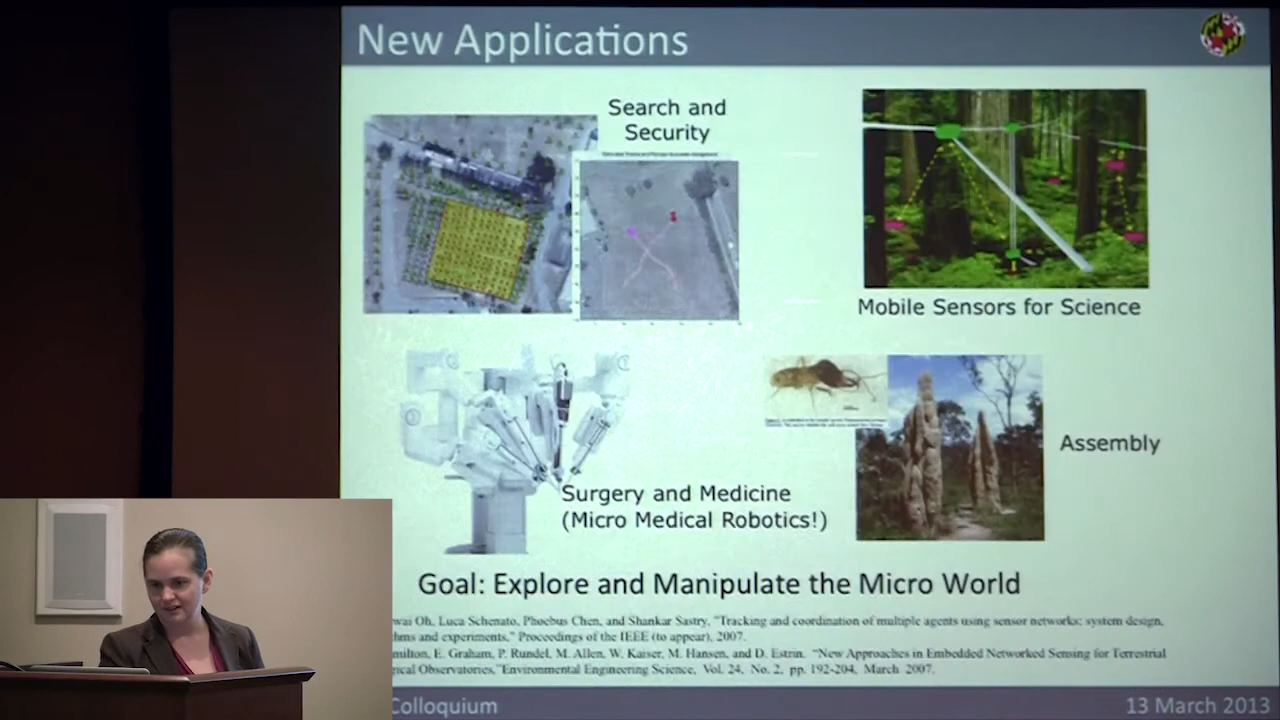 New Applications
Search and
Security
Mobile Sensors for Science
Assembly
Surgery and Medicine
(Micro Medical Robotics!)
Goal: Explore and Manipulate the Micro World
wai Oh, Luca Schenato, Phoebus Chen, and Shankar Sastry, "Tracking and coordination of multiple agents using sensor networks: system design,
thms and experiments," Proceedings of the IEEE (to appear), 2007.
milton, E. Graham, P. Rundel, M. Allen, W. Kaiser, M. Hansen, and D. Estrin. "New Approaches in Embedded Networked Sensing for Terrestrial
gical Observatories,"Environmental Engineering Science, Vol. 24, No. 2, pp. 192-204, March 2007.
Colloquium
13 March 2013